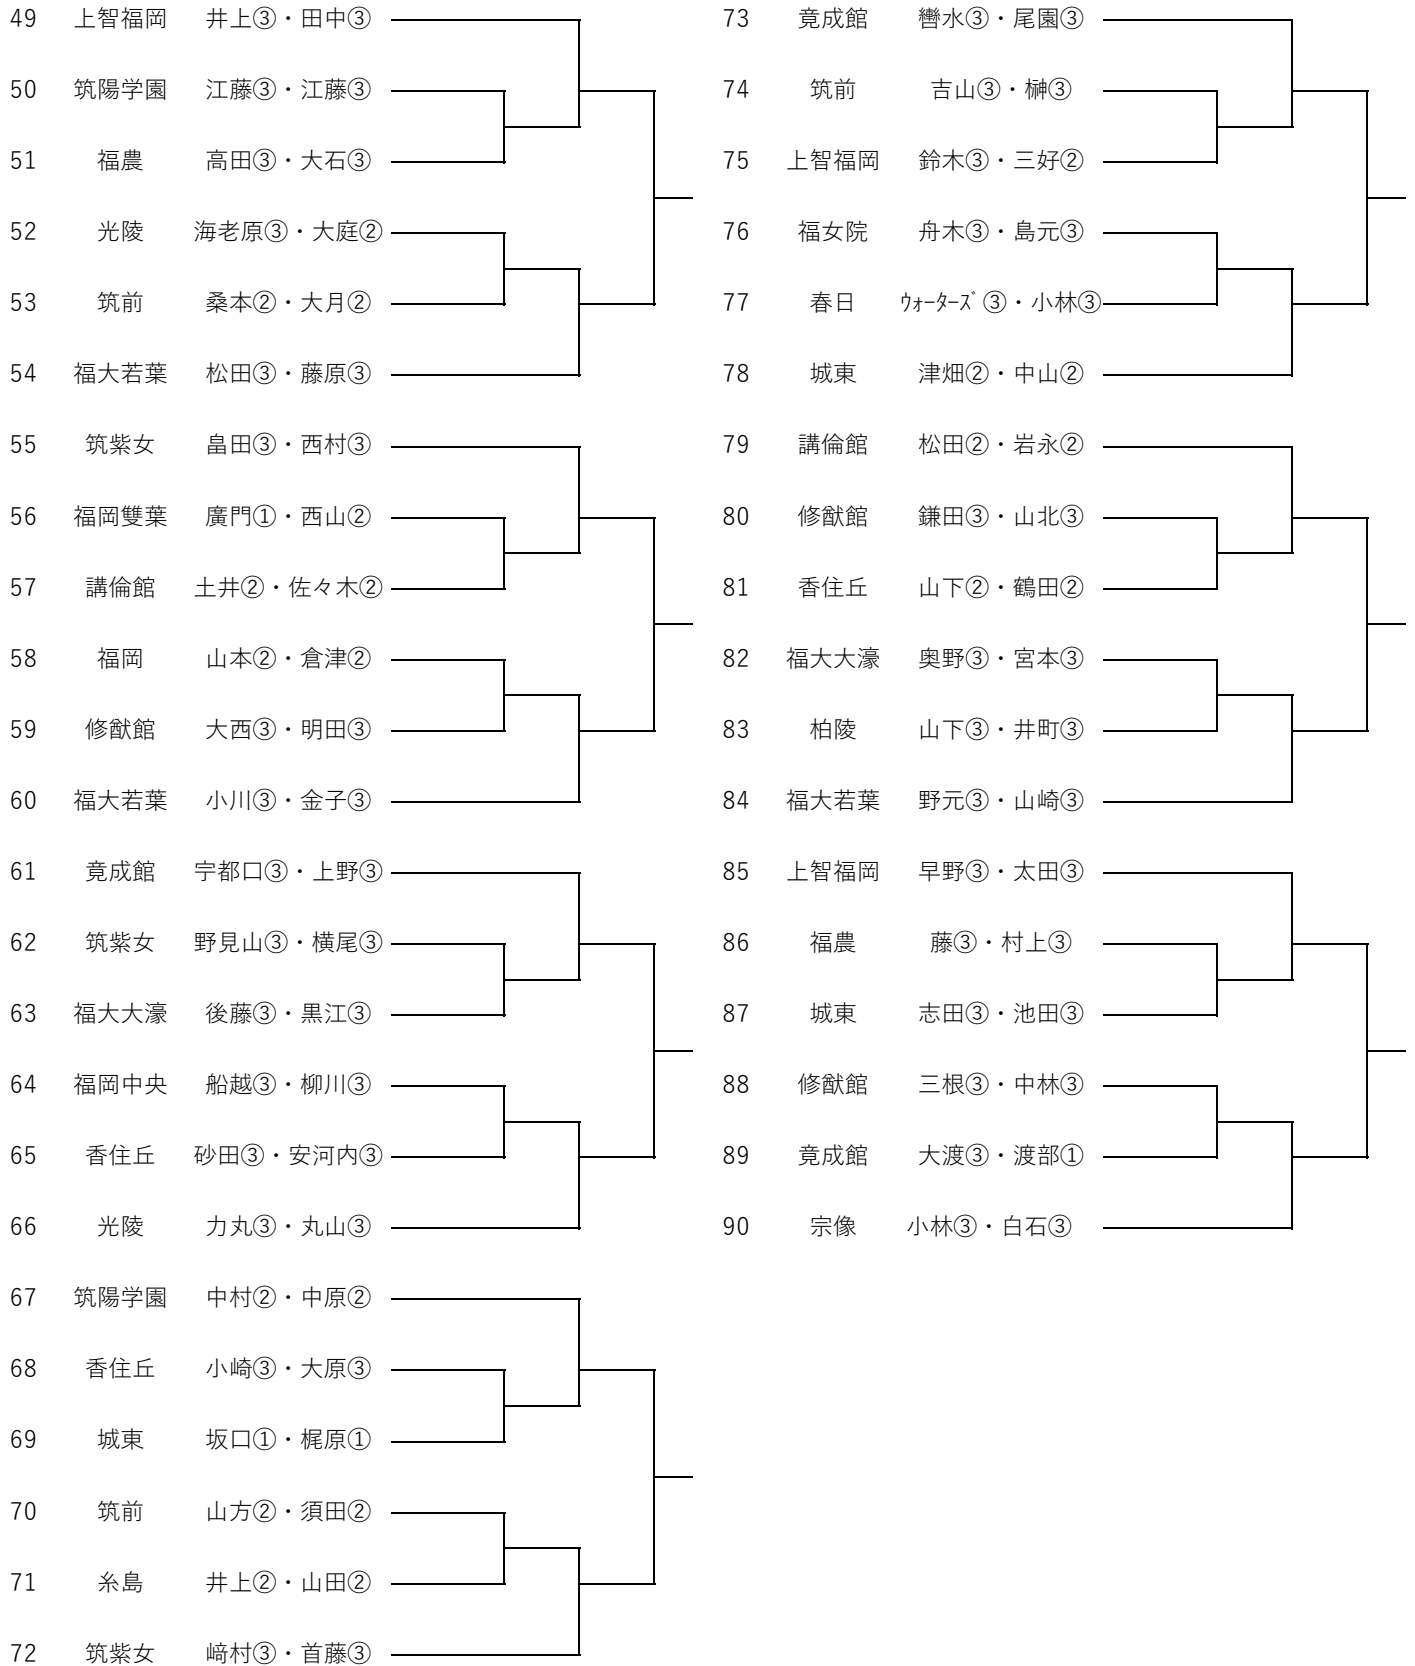 49 上智福岡 井上③・田中③
50 筑陽学園 江藤③・江藤③
51 福農 高田③・大石③
52 光陵 海老原③・大庭②
53 筑前 桑本②・大月②
54 福大若葉 松田③・藤原③
55 筑紫女 畠田③・西村③
56 福岡雙葉 廣門①・西山②
57 講倫館 土井②・佐々木②
58 福岡 山本②・倉津②
59 修猷館 大西③・明田③
60 福大若葉 小川③・金子③
61 竟成館 宇都口③・上野③
62 筑紫女 野見山③・横尾③
63 福大大濠 後藤③・黒江③
64 福岡中央 船越③・柳川③
65 香住丘 砂田③・安河内③
66 光陵 力丸③・丸山③
67 筑陽学園 中村②・中原②
68 香住丘 小崎③・大原③
69 城東 坂口①・梶原①
70 筑前 山方②・須田②
71 糸島 井上②・山田②
72 筑紫女 﨑村③・首藤③
73 竟成館 轡水③・尾園③
74 筑前 吉山③・榊③
75 上智福岡 鈴木③・三好②
76 福女院 舟木③・島元③
77 春日 ｳｫｰﾀｰｽﾞ③・小林③
78 城東 津畑②・中山②
79 講倫館 松田②・岩永②
80 修猷館 鎌田③・山北③
81 香住丘 山下②・鶴田②
82 福大大濠 奥野③・宮本③
83 柏陵 山下③・井町③
84 福大若葉 野元③・山崎③
85 上智福岡 早野③・太田③
86 福農 藤③・村上③
87 城東 志田③・池田③
88 修猷館 三根③・中林③
89 竟成館 大渡③・渡部①
90 宗像 小林③・白石③